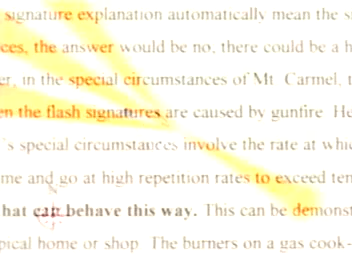 signature explanation automatically mean the s
ces, the answer would be no, there could be a h
er, in the special circumstances of Mt. Carmel, t
en the flash signatures are caused by gunfire. He
's special circumstances involve the rate at whic
me and go at high repetition rates to exceed ten
hat can behave this way. This can be demonst
pical home or shop. The burners on a gas cook-